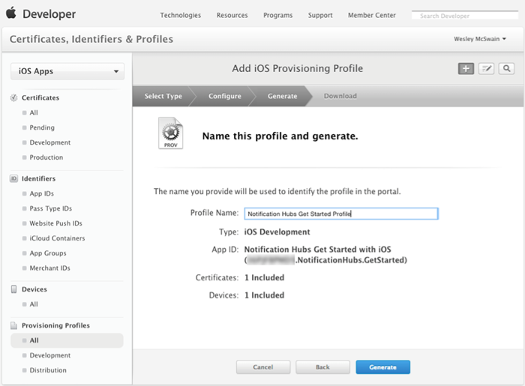 Developer
Technologies Resources Programs Support Member Center Search Developer
Certificates, Identifiers & Profiles Wesley McSwain
iOS Apps
Add iOS Provisioning Profile
Select Type Configure Generate Download
Certificates
All
Pending
Development
Production
Identifiers
App IDs
Pass Type IDs
Website Push IDs
iCloud Containers
App Groups
Merchant IDs
Devices
All
Provisioning Profiles
All
Development
Distribution
PROV
Name this profile and generate.
The name you provide will be used to identify the profile in the portal.
Profile Name: Notification Hubs Get Started Profile
Type: iOS Development
App ID: Notification Hubs Get Started with iOS
( .NotificationHubs.GetStarted)
Certificates: 1 Included
Devices: 1 Included
Cancel Back Generate